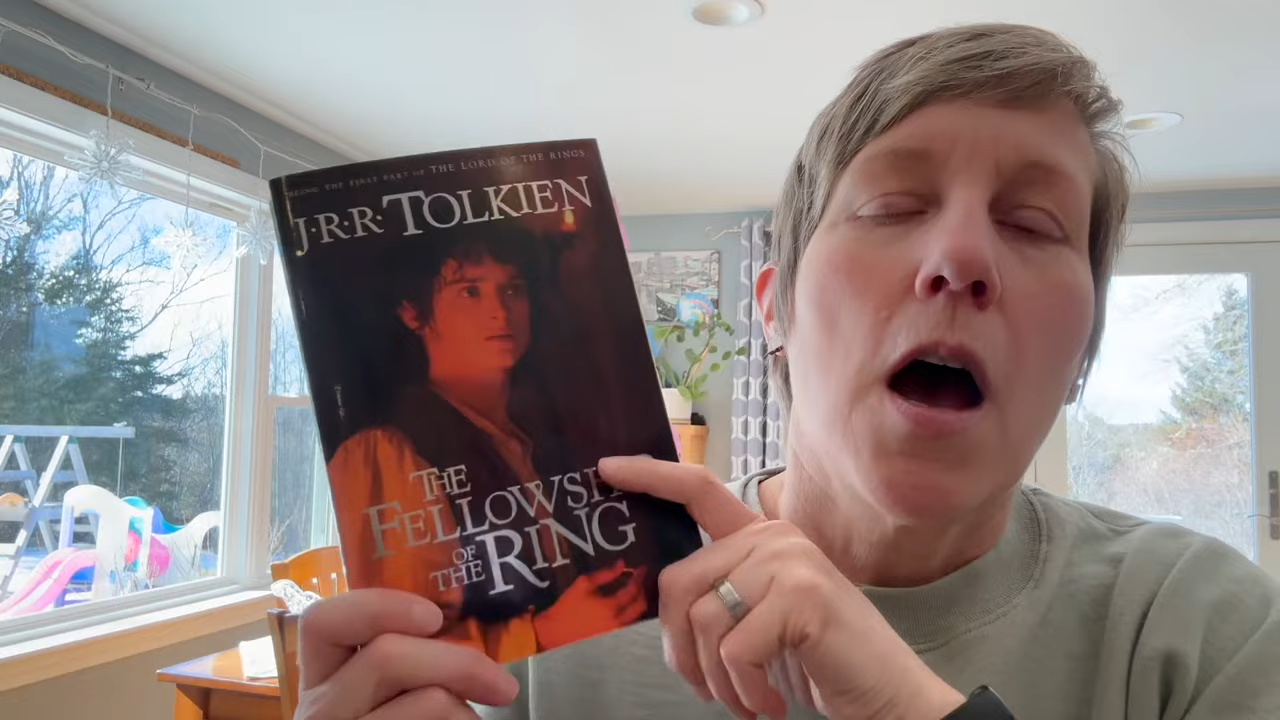 BEING THE FIRST PART OF THE LORD OF THE RINGS
J·R·R·TOLKIEN
THE
FELLOWSH
OF THE RING